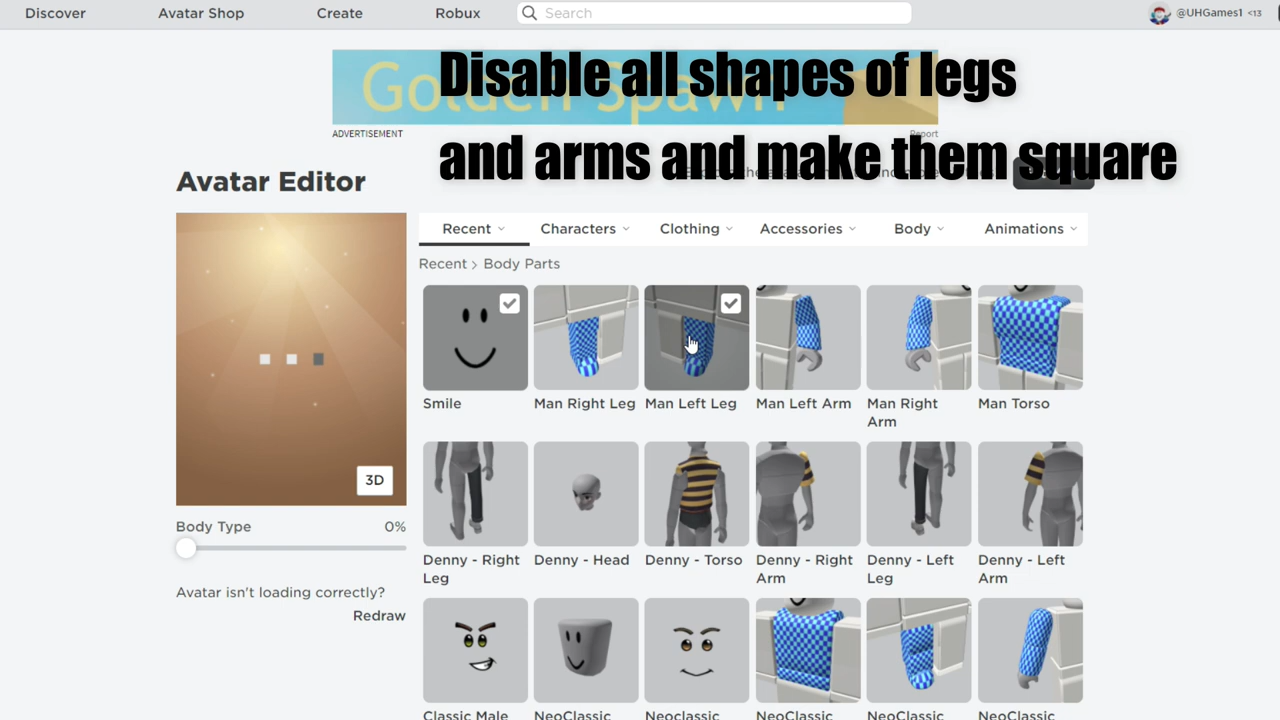 Discover
Avatar Shop
Create
Robux
Search
@UHGames1 <13
Golden Spawn
Disable all shapes of legs
ADVERTISEMENT
Report
and arms and make them square
Avatar Editor
Recent
Characters
Clothing
Accessories
Body
Animations
Recent > Body Parts
Smile
Man Right Leg
Man Left Leg
Man Left Arm
Man Right
Arm
Man Torso
3D
Body Type
0%
Denny - Right
Leg
Denny - Head
Denny - Torso
Denny - Right
Arm
Denny - Left
Leg
Denny - Left
Arm
Avatar isn't loading correctly?
Redraw
Classic Male
NeoClassic
Neoclassic
NeoClassic
NeoClassic
NeoClassic